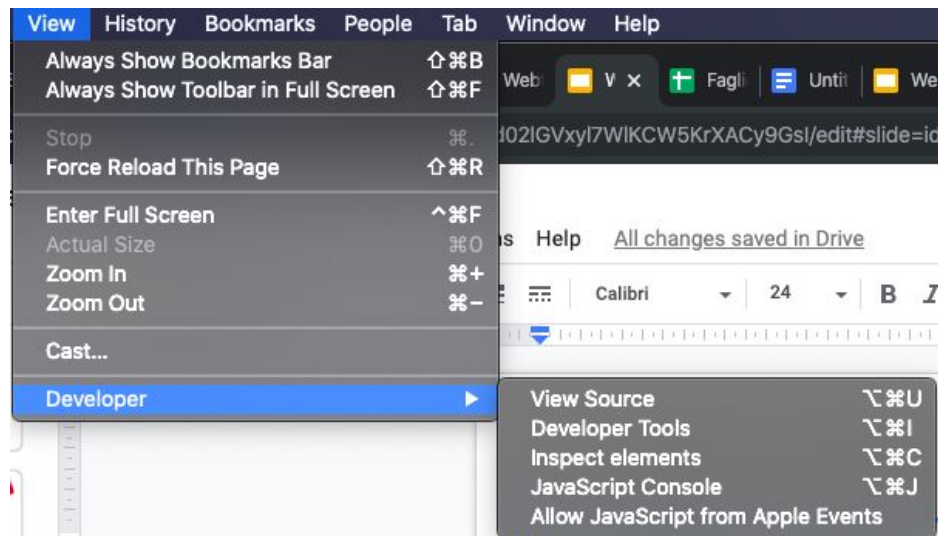 View History Bookmarks People Tab Window Help
Always Show Bookmarks Bar ⇧⌘B
Always Show Toolbar in Full Screen ⇧⌘F
Stop ⌘.
Force Reload This Page ⇧⌘R
Enter Full Screen ^⌘F
Actual Size ⌘0
Zoom In ⌘+
Zoom Out ⌘−
Cast...
Developer ▶
View Source ⌥⌘U
Developer Tools ⌥⌘I
Inspect elements ⌥⌘C
JavaScript Console ⌥⌘J
Allow JavaScript from Apple Events
Web V × Fagli Untit We
/edit#slide=id
Help All changes saved in Drive
Calibri 24 B I